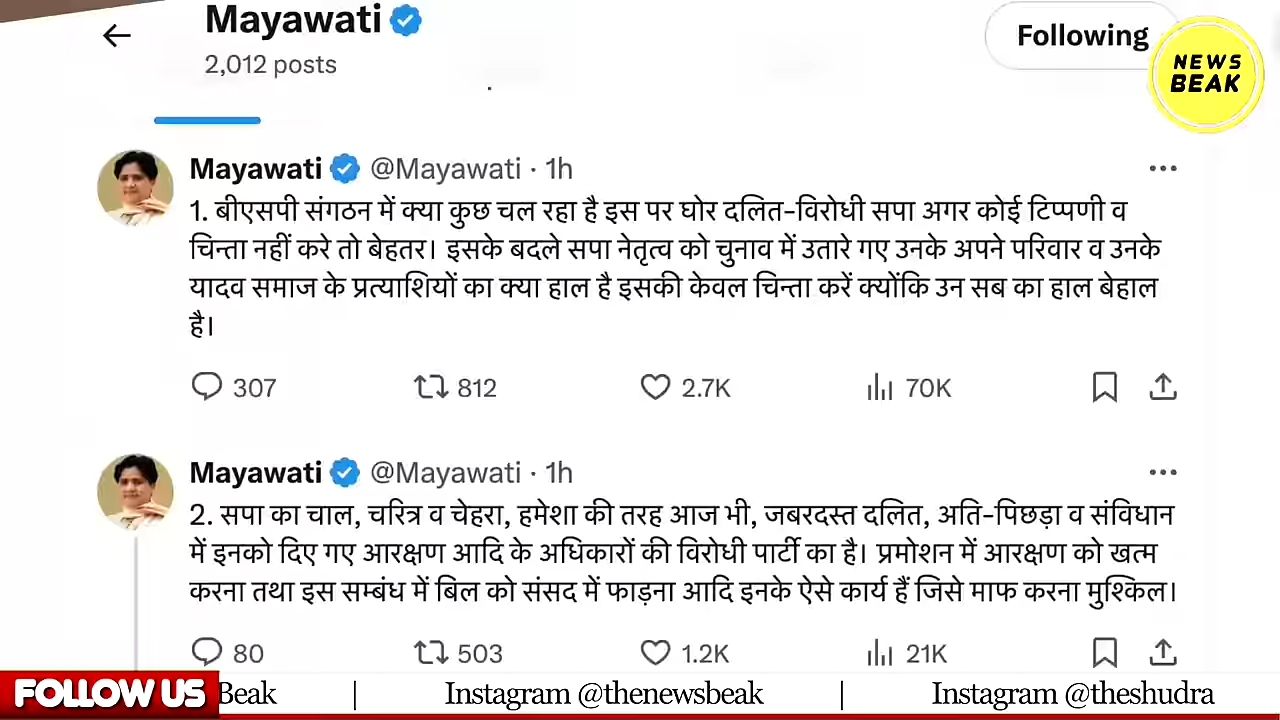 Mayawati
2,012 posts
Following
NEWS
BEAK
Mayawati @Mayawati · 1h
1. बीएसपी संगठन में क्या कुछ चल रहा है इस पर घोर दलित-विरोधी सपा अगर कोई टिप्पणी व
चिन्ता नहीं करे तो बेहतर। इसके बदले सपा नेतृत्व को चुनाव में उतारे गए उनके अपने परिवार व उनके
यादव समाज के प्रत्याशियों का क्या हाल है इसकी केवल चिन्ता करें क्योंकि उन सब का हाल बेहाल
है।
307 812 2.7K 70K
Mayawati @Mayawati · 1h
2. सपा का चाल, चरित्र व चेहरा, हमेशा की तरह आज भी, जबरदस्त दलित, अति-पिछड़ा व संविधान
में इनको दिए गए आरक्षण आदि के अधिकारों की विरोधी पार्टी का है। प्रमोशन में आरक्षण को खत्म
करना तथा इस सम्बंध में बिल को संसद में फाड़ना आदि इनके ऐसे कार्य हैं जिसे माफ करना मुश्किल।
80 503 1.2K 21K
FOLLOW US Beak | Instagram @thenewsbeak | Instagram @theshudra